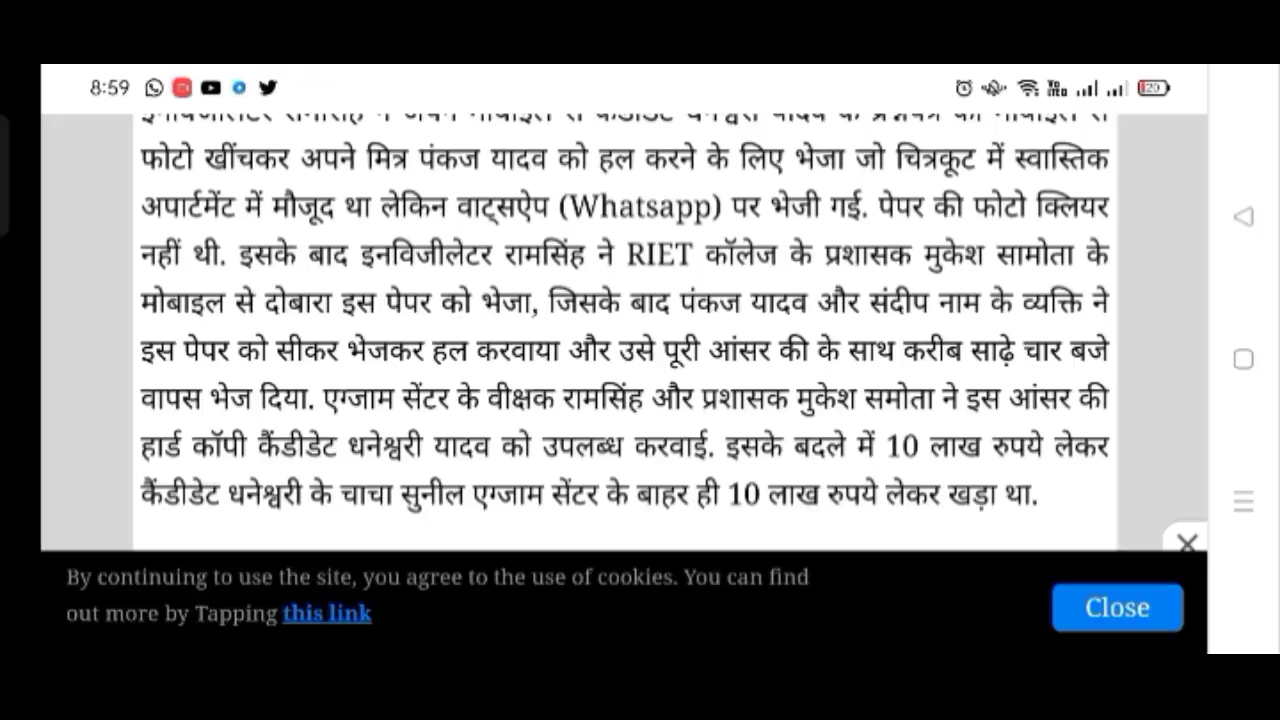 8:59
20
फोटो खींचकर अपने मित्र पंकज यादव को हल करने के लिए भेजा जो चित्रकूट में स्वास्तिक
अपार्टमेंट में मौजूद था लेकिन वाट्सऐप (Whatsapp) पर भेजी गई. पेपर की फोटो क्लियर
नहीं थी. इसके बाद इनविजीलेटर रामसिंह ने RIET कॉलेज के प्रशासक मुकेश सामोता के
मोबाइल से दोबारा इस पेपर को भेजा, जिसके बाद पंकज यादव और संदीप नाम के व्यक्ति ने
इस पेपर को सीकर भेजकर हल करवाया और उसे पूरी आंसर की के साथ करीब साढ़े चार बजे
वापस भेज दिया. एग्जाम सेंटर के वीक्षक रामसिंह और प्रशासक मुकेश समोता ने इस आंसर की
हार्ड कॉपी कैंडीडेट धनेश्वरी यादव को उपलब्ध करवाई. इसके बदले में 10 लाख रुपये लेकर
कैंडीडेट धनेश्वरी के चाचा सुनील एग्जाम सेंटर के बाहर ही 10 लाख रुपये लेकर खड़ा था.
By continuing to use the site, you agree to the use of cookies. You can find
out more by Tapping this link
Close